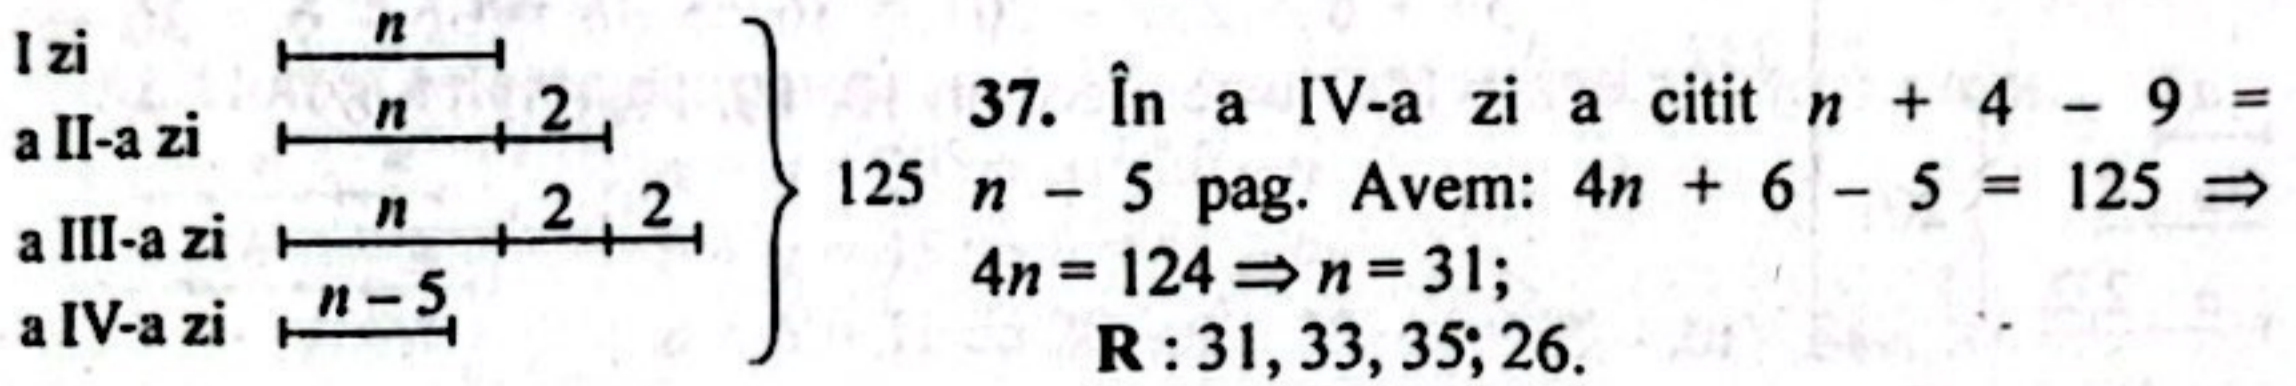 I zi n
a II-a zi n 2
a III-a zi n 2 2
a IV-a zi n – 5
125
37. În a IV-a zi a citit n + 4 – 9 =
n – 5 pag. Avem: 4n + 6 – 5 = 125 ⇒
4n = 124 ⇒ n = 31;
R : 31, 33, 35; 26.